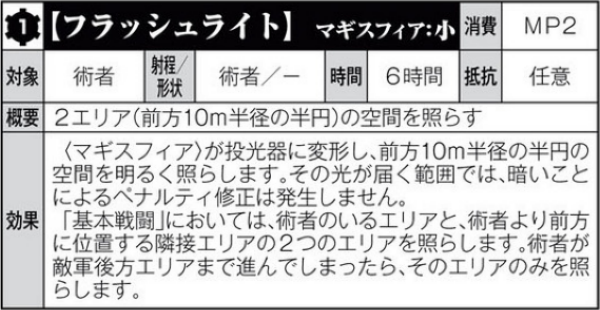 1 【フラッシュライト】 マギスフィア:小 消費 MP2
対象 術者 射程/形状 術者/ー 時間 6時間 抵抗 任意
概要 2エリア(前方10m半径の半円)の空間を照らす
効果
〈マギスフィア〉が投光器に変形し、前方10m半径の半円の
空間を明るく照らします。その光が届く範囲では、暗いこと
によるペナルティ修正は発生しません。
「基本戦闘」においては、術者のいるエリアと、術者より前方
に位置する隣接エリアの2つのエリアを照らします。術者が
敵軍後方エリアまで進んでしまったら、そのエリアのみを照
らします。